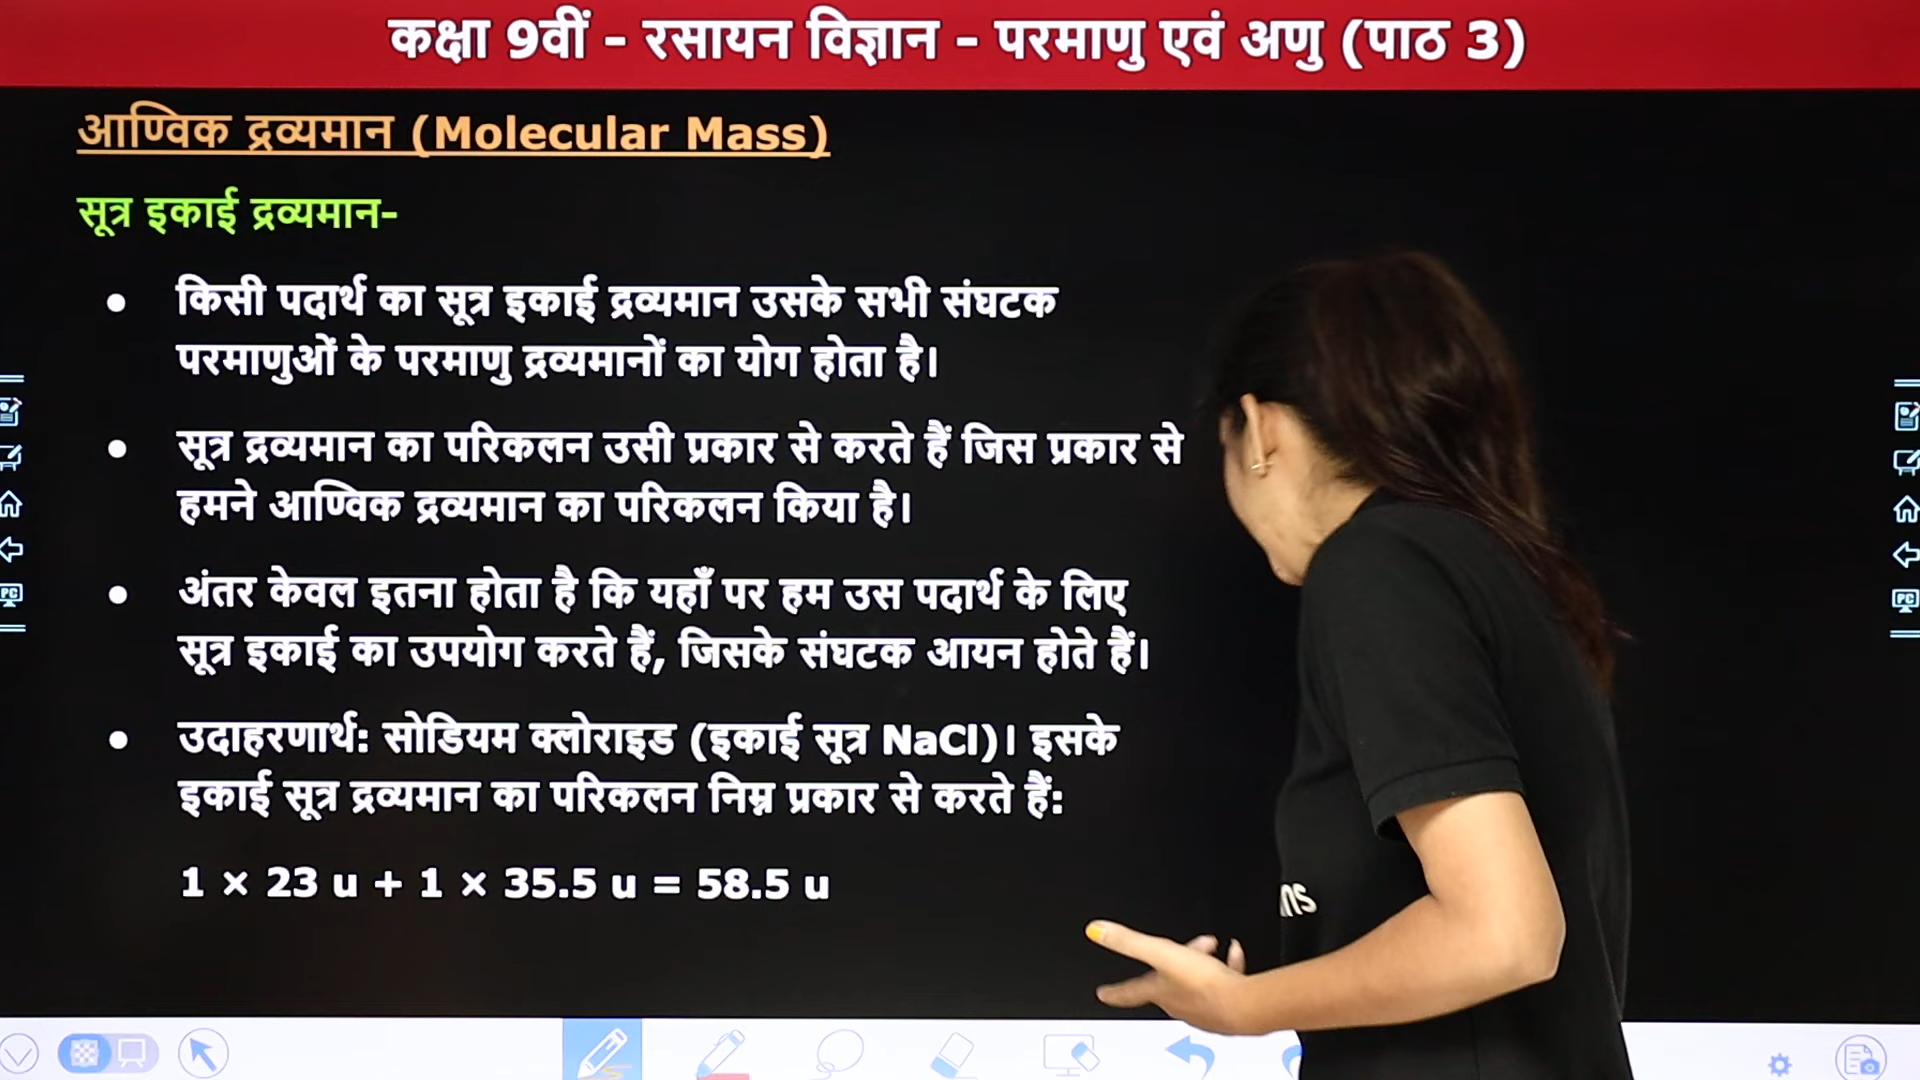 कक्षा 9वीं - रसायन विज्ञान - परमाणु एवं अणु (पाठ 3)
आण्विक द्रव्यमान (Molecular Mass)
सूत्र इकाई द्रव्यमान-
• किसी पदार्थ का सूत्र इकाई द्रव्यमान उसके सभी संघटक
परमाणुओं के परमाणु द्रव्यमानों का योग होता है।
• सूत्र द्रव्यमान का परिकलन उसी प्रकार से करते हैं जिस प्रकार से
हमने आण्विक द्रव्यमान का परिकलन किया है।
• अंतर केवल इतना होता है कि यहाँ पर हम उस पदार्थ के लिए
सूत्र इकाई का उपयोग करते हैं, जिसके संघटक आयन होते हैं।
• उदाहरणार्थ: सोडियम क्लोराइड (इकाई सूत्र NaCl)। इसके
इकाई सूत्र द्रव्यमान का परिकलन निम्न प्रकार से करते हैं:
1 × 23 u + 1 × 35.5 u = 58.5 u
PC
PC